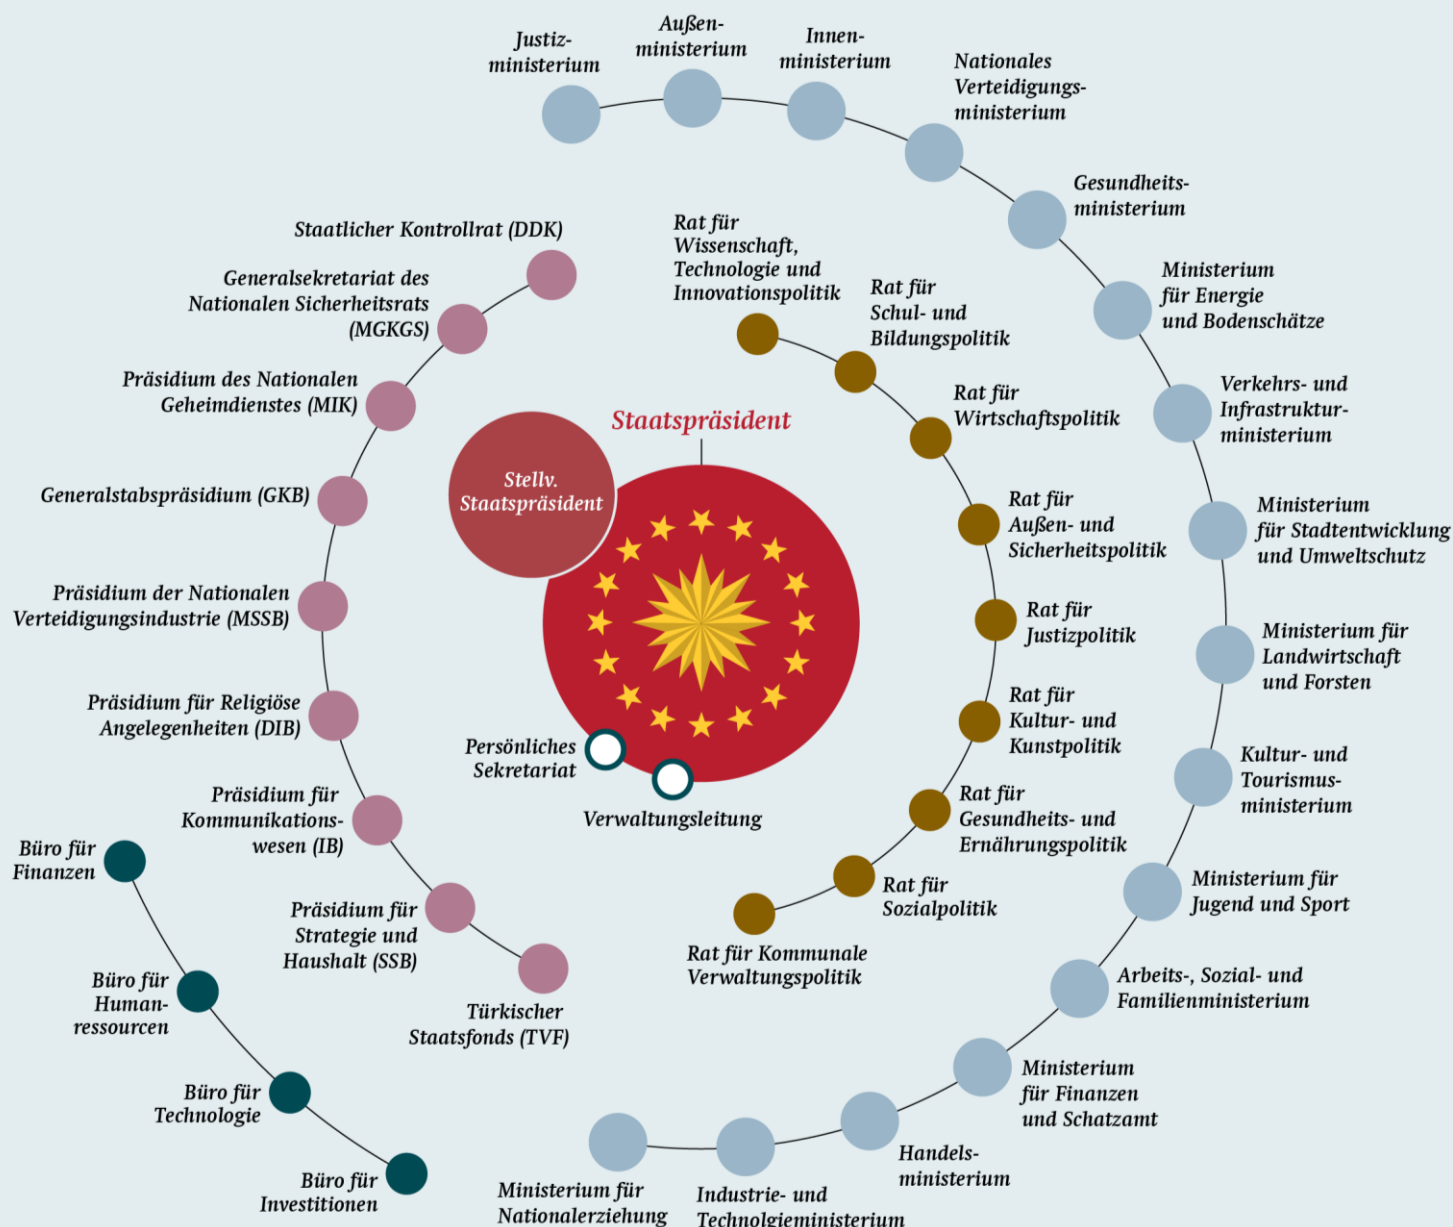 Justiz-
ministerium
Außen-
ministerium
Innen-
ministerium
Nationales
Verteidigungs-
ministerium
Gesundheits-
ministerium
Ministerium
für Energie
und Bodenschätze
Verkehrs- und
Infrastruktur-
ministerium
Ministerium
für Stadtentwicklung
und Umweltschutz
Ministerium für
Landwirtschaft
und Forsten
Kultur- und
Tourismus-
ministerium
Ministerium für
Jugend und Sport
Arbeits-, Sozial- und
Familienministerium
Ministerium
für Finanzen
und Schatzamt
Handels-
ministerium
Industrie- und
Technolgieministerium
Ministerium für
Nationalerziehung
Rat für
Wissenschaft,
Technologie und
Innovationspolitik
Rat für
Schul- und
Bildungspolitik
Rat für
Wirtschaftspolitik
Rat für
Außen- und
Sicherheitspolitik
Rat für
Justizpolitik
Rat für
Kultur- und
Kunstpolitik
Rat für
Gesundheits- und
Ernährungspolitik
Rat für
Sozialpolitik
Rat für Kommunale
Verwaltungspolitik
Staatspräsident
Stellv.
Staatspräsident
Persönliches
Sekretariat
Verwaltungsleitung
Staatlicher Kontrollrat (DDK)
Generalsekretariat des
Nationalen Sicherheitsrats
(MGKGS)
Präsidium des Nationalen
Geheimdienstes (MIK)
Generalstabspräsidium (GKB)
Präsidium der Nationalen
Verteidigungsindustrie (MSSB)
Präsidium für Religiöse
Angelegenheiten (DIB)
Präsidium für
Kommunikations-
wesen (IB)
Präsidium für
Strategie und
Haushalt (SSB)
Türkischer
Staatsfonds (TVF)
Büro für
Finanzen
Büro für
Human-
ressourcen
Büro für
Technologie
Büro für
Investitionen